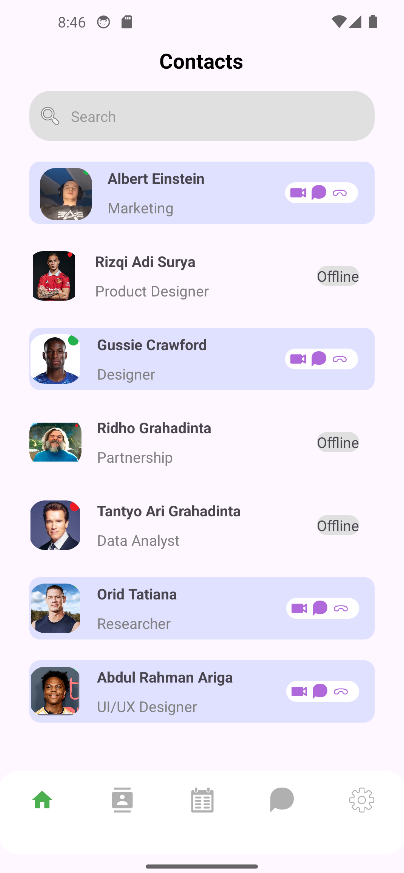 8:46
Contacts
Search
Albert Einstein
Marketing
Rizqi Adi Surya
Product Designer
Offline
Gussie Crawford
Designer
Ridho Grahadinta
Partnership
Offline
Tantyo Ari Grahadinta
Data Analyst
Offline
Orid Tatiana
Researcher
Abdul Rahman Ariga
UI/UX Designer